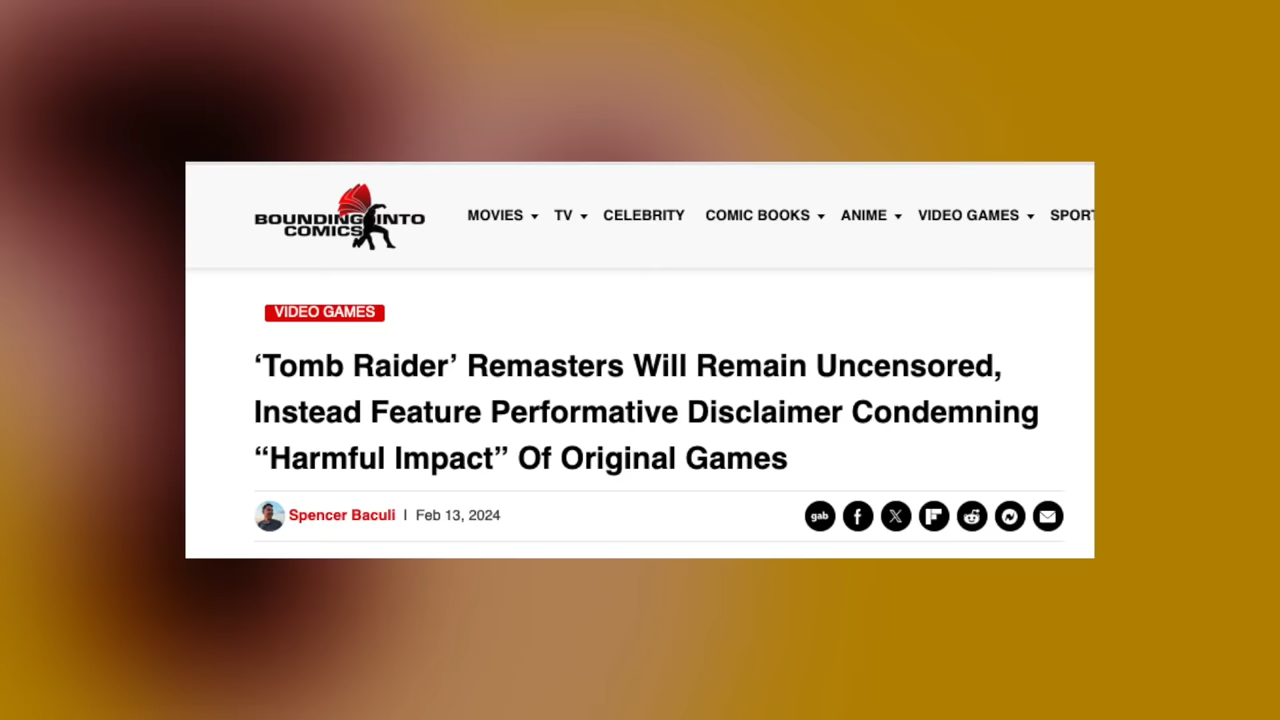 BOUNDING INTO
COMICS
MOVIES TV CELEBRITY COMIC BOOKS ANIME VIDEO GAMES SPORT
VIDEO GAMES
‘Tomb Raider’ Remasters Will Remain Uncensored,
Instead Feature Performative Disclaimer Condemning
“Harmful Impact” Of Original Games
Spencer Baculi | Feb 13, 2024
gab